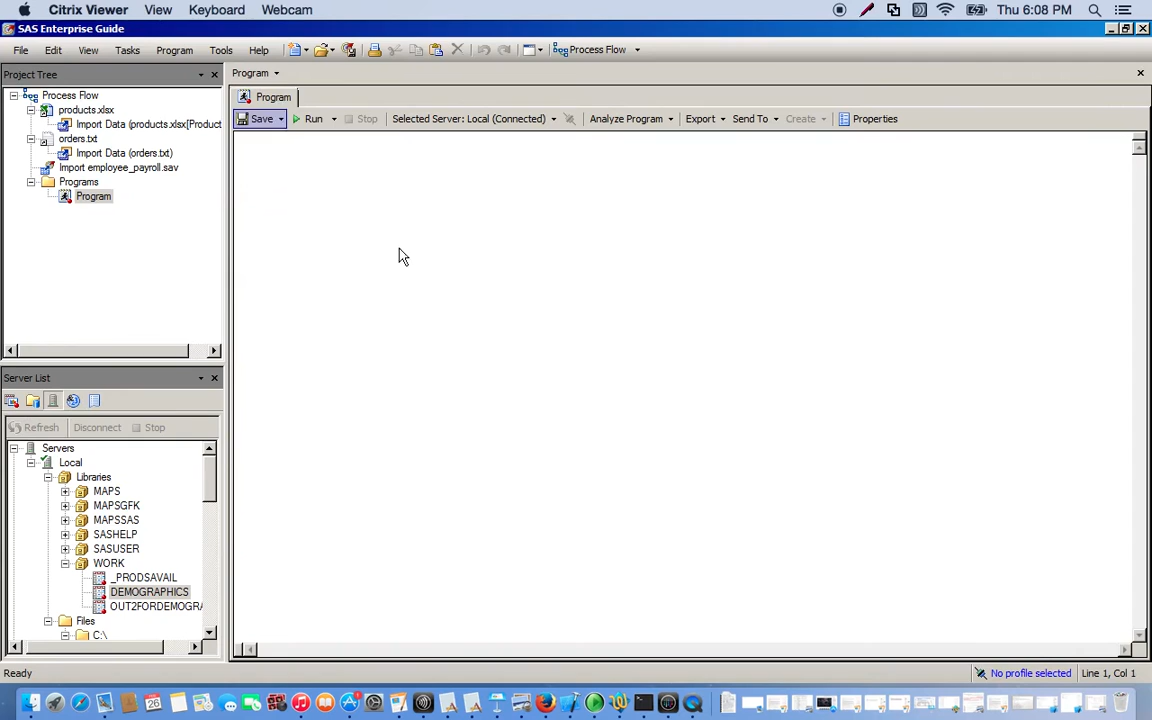 Citrix Viewer View Keyboard Webcam Thu 6:08 PM
SAS Enterprise Guide
File Edit View Tasks Program Tools Help Process Flow
Project Tree
Process Flow
products.xlsx
Import Data (products.xlsx[Product
orders.txt
Import Data (orders.txt)
Import employee_payroll.sav
Programs
Program
Program
Program
Save Run Stop Selected Server: Local (Connected) Analyze Program Export Send To Create Properties
Server List
Refresh Disconnect Stop
Servers
Local
Libraries
MAPS
MAPSGFK
MAPSSAS
SASHELP
SASUSER
WORK
_PRODSAVAIL
DEMOGRAPHICS
OUT2FORDEMOGRA
Files
C:\
Ready No profile selected Line 1, Col 1
26